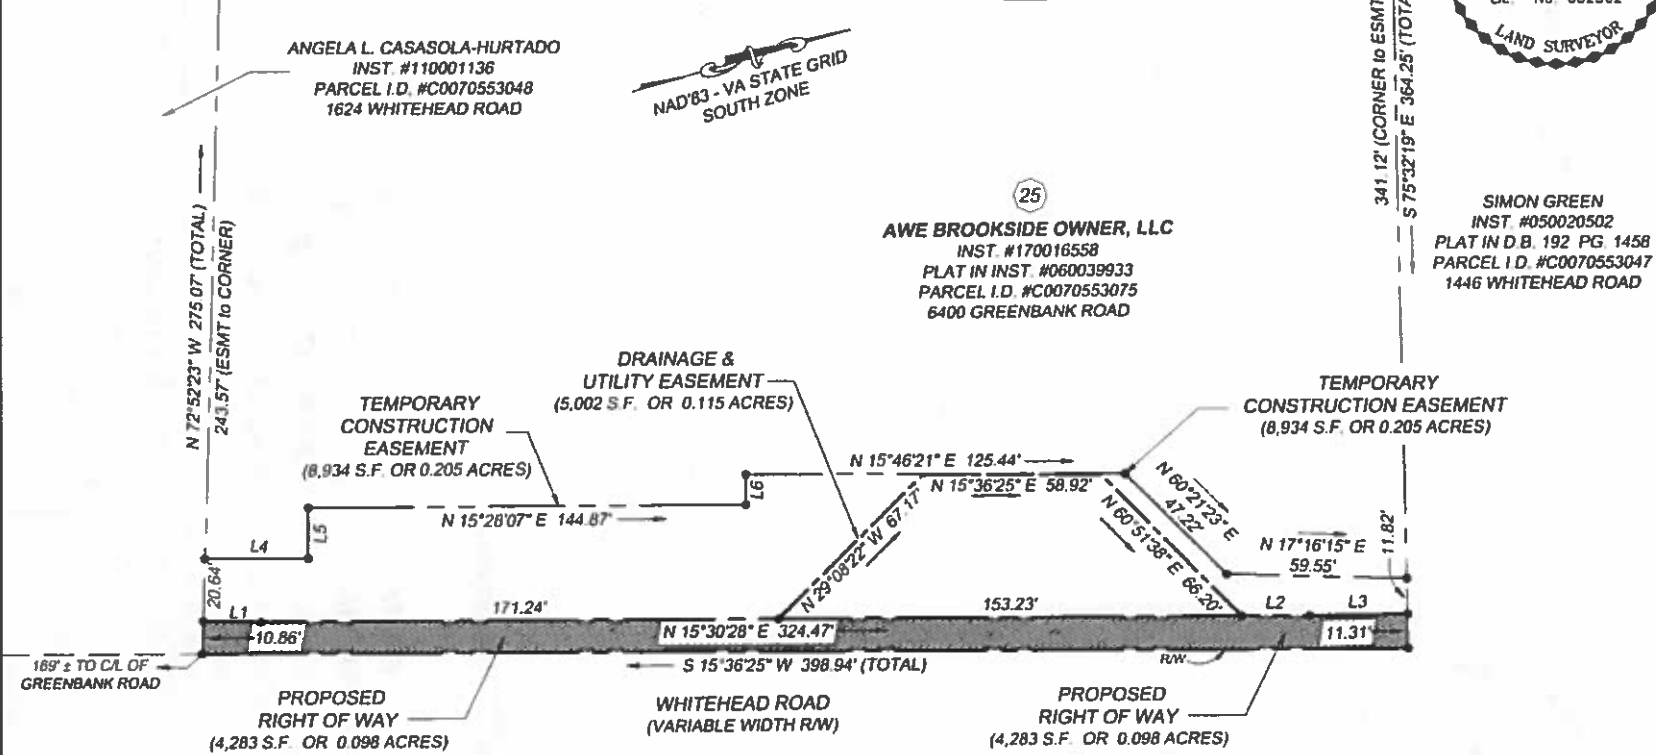 ANGELA L. CASASOLA-HURTADO
INST. #110001136
PARCEL I.D. #C0070553048
1624 WHITEHEAD ROAD
NAD'83 - VA STATE GRID
SOUTH ZONE
LAND SURVEYOR
341.12' (CORNER to ESMT
S 75°32'19" E 364.25' (TOTA
N 72°52'23" W 275.07' (TOTAL)
243.57' (ESMT to CORNER)
25
AWE BROOKSIDE OWNER, LLC
INST. #170016558
PLAT IN INST. #060039933
PARCEL I.D. #C0070553075
6400 GREENBANK ROAD
SIMON GREEN
INST. #050020502
PLAT IN D.B. 192 PG. 1458
PARCEL I.D. #C0070553047
1446 WHITEHEAD ROAD
DRAINAGE &
UTILITY EASEMENT
(5,002 S.F. OR 0.115 ACRES)
TEMPORARY
CONSTRUCTION
EASEMENT
(8,934 S.F. OR 0.205 ACRES)
TEMPORARY
CONSTRUCTION EASEMENT
(8,934 S.F. OR 0.205 ACRES)
N 15°46'21" E 125.44'
N 15°36'25" E 58.92'
N 60°21'23" E
47.22'
L6
N 15°28'07" E 144.87'
L5
L4
N 29°08'22" W 67.17'
N 60°51'38" E 66.20'
N 17°16'15" E
59.55'
11.82'
20.64'
L1
171.24'
153.23'
L2
L3
10.86'
N 15°30'28" E 324.47'
11.31'
169' ± TO C/L OF
GREENBANK ROAD
S 15°36'25" W 398.94' (TOTAL)
R/W
PROPOSED
RIGHT OF WAY
(4,283 S.F. OR 0.098 ACRES)
WHITEHEAD ROAD
(VARIABLE WIDTH R/W)
PROPOSED
RIGHT OF WAY
(4,283 S.F. OR 0.098 ACRES)